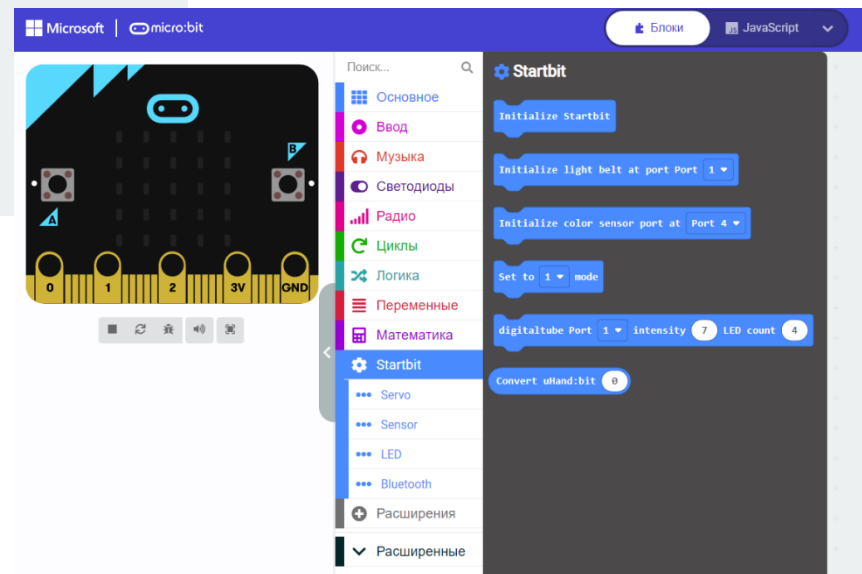 Microsoft micro:bit Блоки JavaScript
Поиск...
Основное
Ввод
Музыка
Светодиоды
Радио
Циклы
Логика
Переменные
Математика
Startbit
Servo
Sensor
LED
Bluetooth
Расширения
Расширенные
Startbit
Initialize Startbit
Initialize light belt at port Port 1
Initialize color sensor port at Port 4
Set to 1 mode
digitaltube Port 1 intensity 7 LED count 4
Convert uHand:bit 0
B
A
0 1 2 3V GND